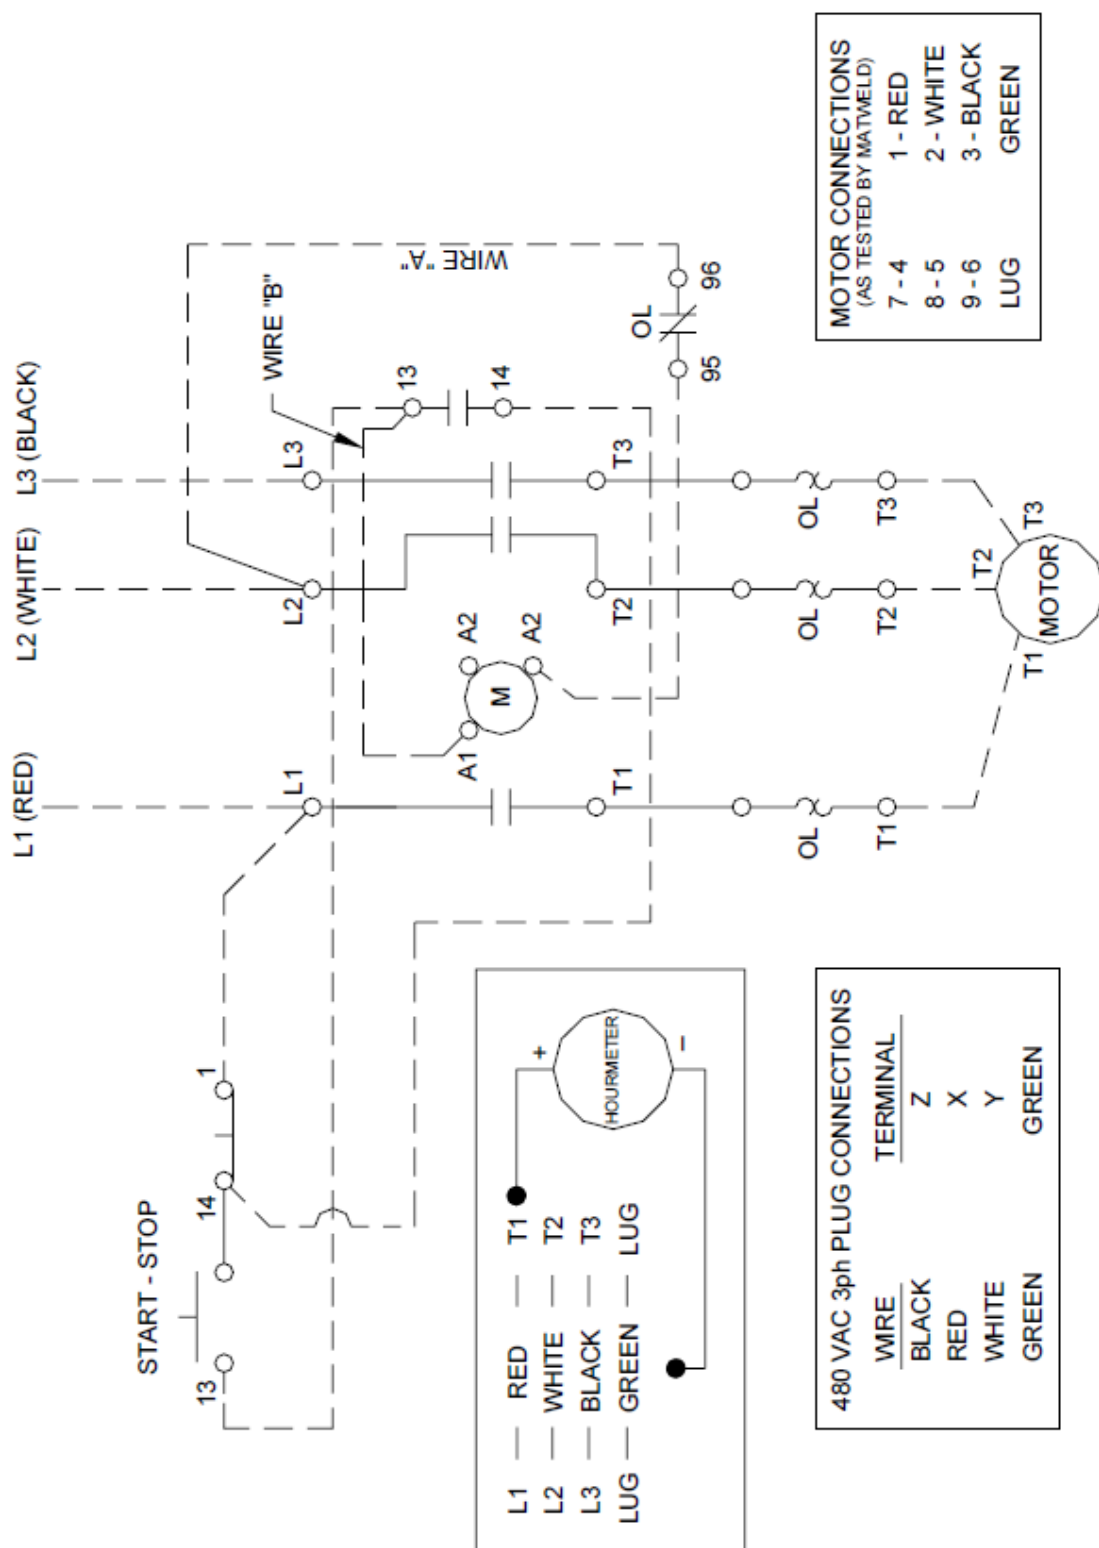 START - STOP
13
14
1
L1 (RED)
L2 (WHITE)
L3 (BLACK)
L1
L2
L3
WIRE "B"
WIRE "A"
A1
M
A2
A2
13
14
OL
95
96
T1
T2
T3
OL
OL
OL
T1
T2
T3
T1
T2
T3
MOTOR
L1 RED T1
L2 WHITE T2
L3 BLACK T3
LUG GREEN LUG
+
HOURMETER
–
480 VAC 3ph PLUG CONNECTIONS
WIRE TERMINAL
BLACK Z
RED X
WHITE Y
GREEN GREEN
MOTOR CONNECTIONS
(AS TESTED BY MATWELD)
7 - 4 1 - RED
8 - 5 2 - WHITE
9 - 6 3 - BLACK
LUG GREEN